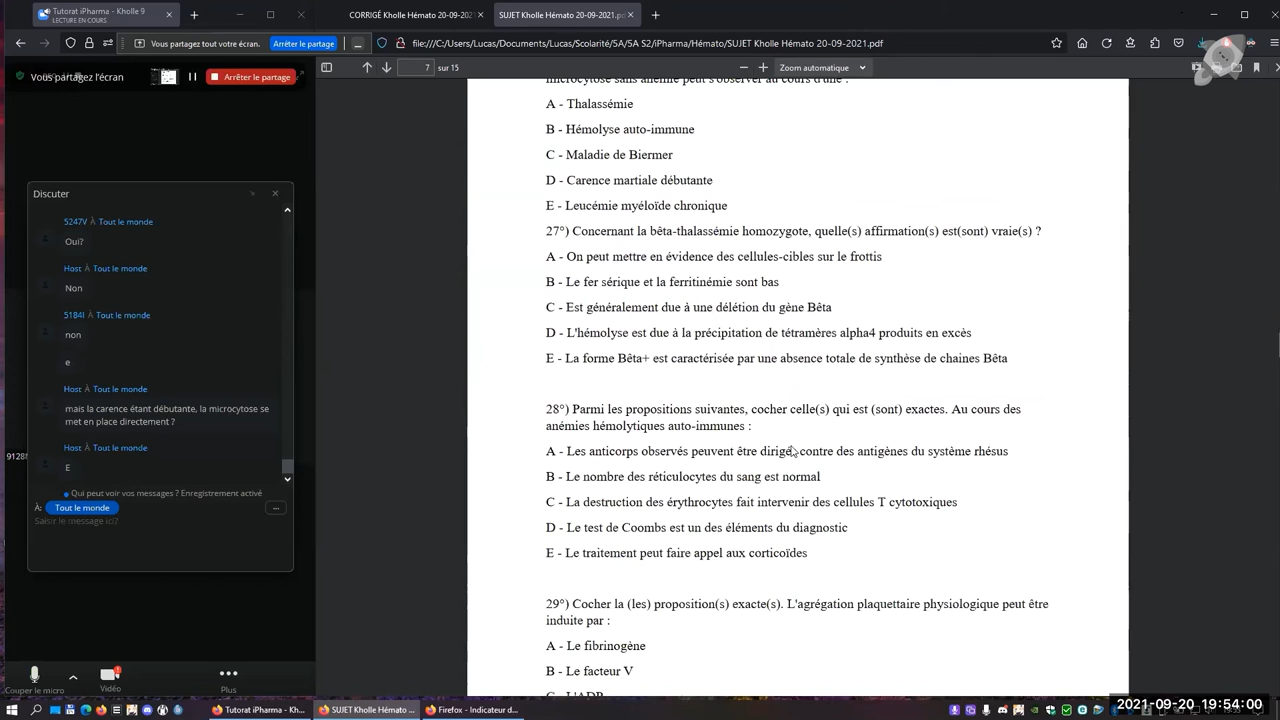 Tutorat iPharma - Kholle 9
LECTURE EN COURS
CORRIGÉ Kholle Hémato 20-09-2021
SUJET Kholle Hémato 20-09-2021.pd
Vous partagez tout écran.
Arrêter le partage
file:///C:/Users/Lucas/Documents/Lucas/Scolarité/5A/5A S2/iPharma/Hémato/SUJET Kholle Hémato 20-09-2021.pdf
Vous partagez l'écran
Arrêter le partage
7 sur 15
Zoom automatique
microcytose sans anémie peut s'observer au cours d'une :
A - Thalassémie
B - Hémolyse auto-immune
C - Maladie de Biermer
D - Carence martiale débutante
E - Leucémie myéloïde chronique
27°) Concernant la bêta-thalassémie homozygote, quelle(s) affirmation(s) est(sont) vraie(s) ?
A - On peut mettre en évidence des cellules-cibles sur le frottis
B - Le fer sérique et la ferritinémie sont bas
C - Est généralement due à une délétion du gène Bêta
D - L'hémolyse est due à la précipitation de tétramères alpha4 produits en excès
E - La forme Bêta+ est caractérisée par une absence totale de synthèse de chaines Bêta
28°) Parmi les propositions suivantes, cocher celle(s) qui est (sont) exactes. Au cours des
anémies hémolytiques auto-immunes :
A - Les anticorps observés peuvent être dirigé contre des antigènes du système rhésus
B - Le nombre des réticulocytes du sang est normal
C - La destruction des érythrocytes fait intervenir des cellules T cytotoxiques
D - Le test de Coombs est un des éléments du diagnostic
E - Le traitement peut faire appel aux corticoïdes
29°) Cocher la (les) proposition(s) exacte(s). L'agrégation plaquettaire physiologique peut être
induite par :
A - Le fibrinogène
B - Le facteur V
C - L'ADP
Discuter
5247V À Tout le monde
Oui?
Host À Tout le monde
Non
5184I À Tout le monde
non
e
Host À Tout le monde
mais la carence étant débutante, la microcytose se
met en place directement ?
Host À Tout le monde
9128
E
Qui peut voir vos messages ? Enregistrement activé
À: Tout le monde
...
Saisir le message ici?
Couper le micro
Vidéo
Plus
Tutorat iPharma - Kh...
SUJET Kholle Hémato ...
Firefox - Indicateur d...
2021-09-20 19:54:00